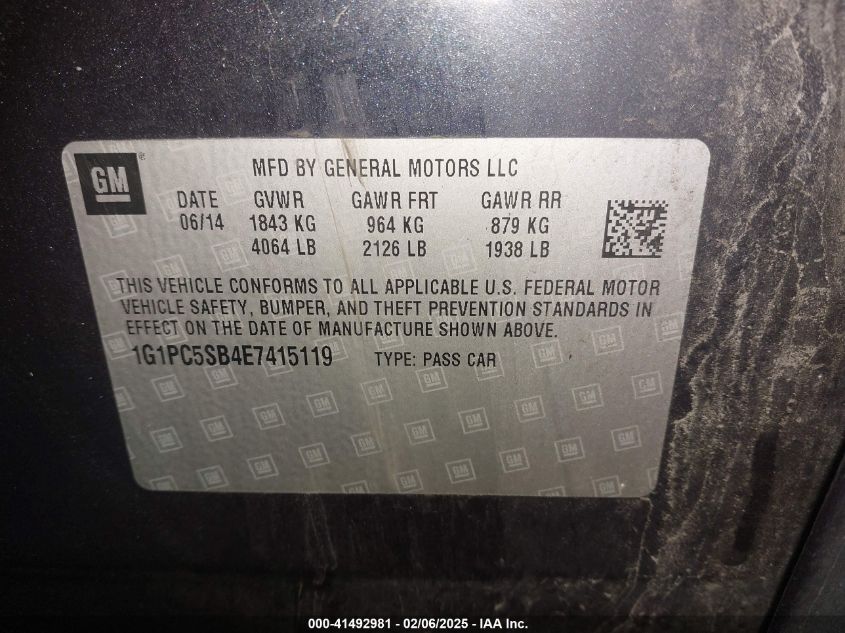 GM®
MFD BY GENERAL MOTORS LLC
DATE GVWR GAWR FRT GAWR RR
06/14 1843 KG 964 KG 879 KG
4064 LB 2126 LB 1938 LB
THIS VEHICLE CONFORMS TO ALL APPLICABLE U.S. FEDERAL MOTOR
VEHICLE SAFETY, BUMPER, AND THEFT PREVENTION STANDARDS IN
EFFECT ON THE DATE OF MANUFACTURE SHOWN ABOVE.
1G1PC5SB4E7415119 TYPE: PASS CAR
000-41492981 - 02/06/2025 - IAA Inc.